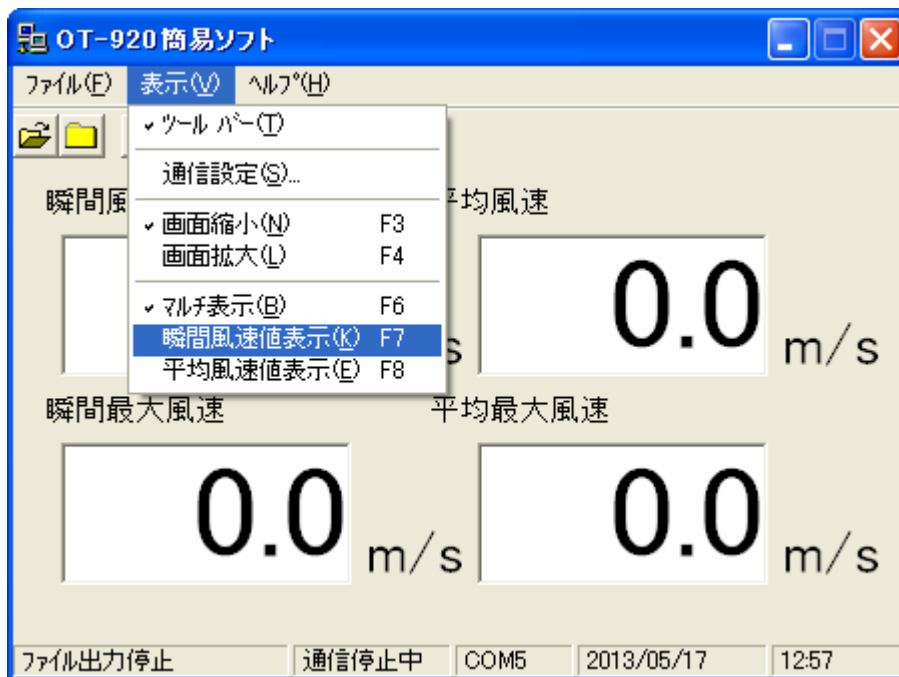 OT-920簡易ソフト
ファイル(F) 表示(V) ヘルプ(H)
ツール バー(T)
通信設定(S)...
画面縮小(N) F3
画面拡大(L) F4
マルチ表示(B) F6
瞬間風速値表示(K) F7
平均風速値表示(E) F8
瞬間風 平均風速
0.0 m/s
瞬間最大風速 平均最大風速
0.0 m/s 0.0 m/s
ファイル出力停止 通信停止中 COM5 2013/05/17 12:57